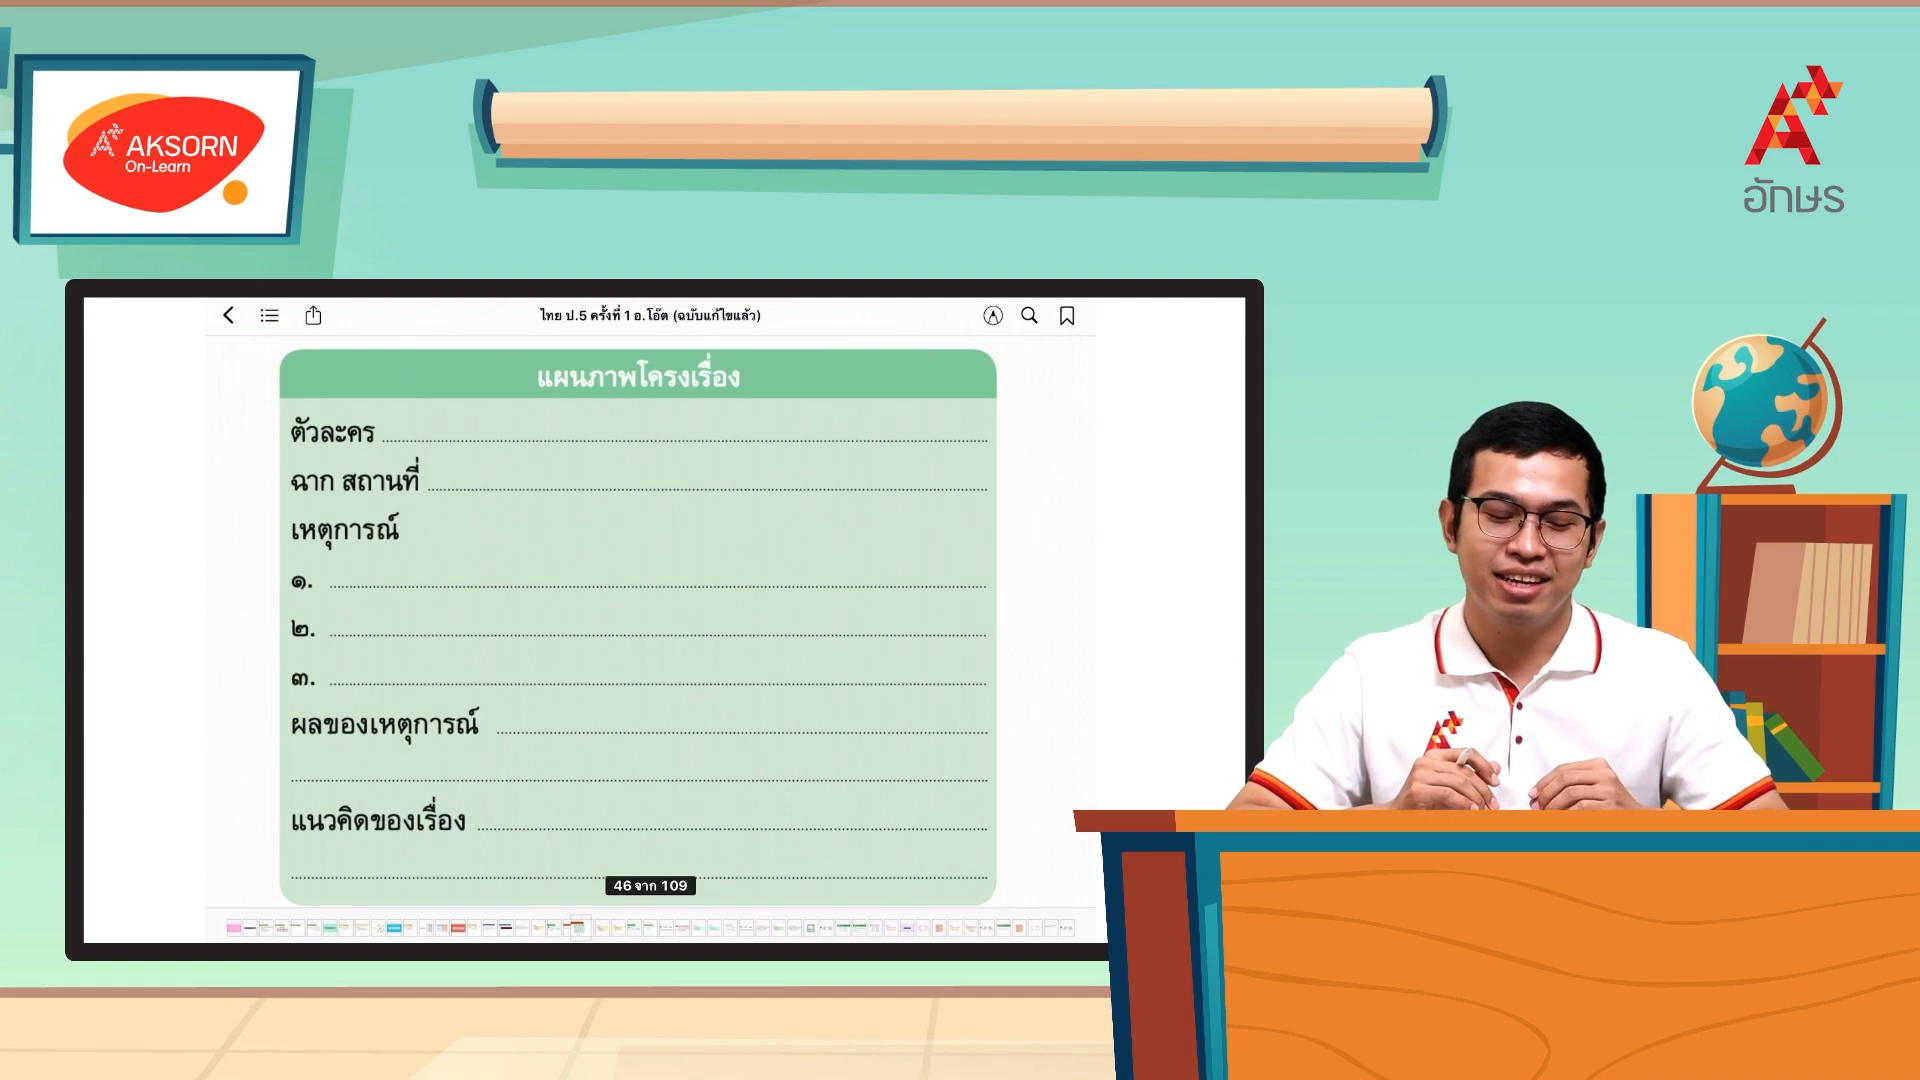 AKSORN
On-Learn
อักษร
ไทย ป.5 ครั้งที่ 1 อ.โอ๊ต (ฉบับแก้ไขแล้ว)
แผนภาพโครงเรื่อง
ตัวละคร
ฉาก สถานที่
เหตุการณ์
๑.
๒.
๓.
ผลของเหตุการณ์
แนวคิดของเรื่อง
46 จาก 109